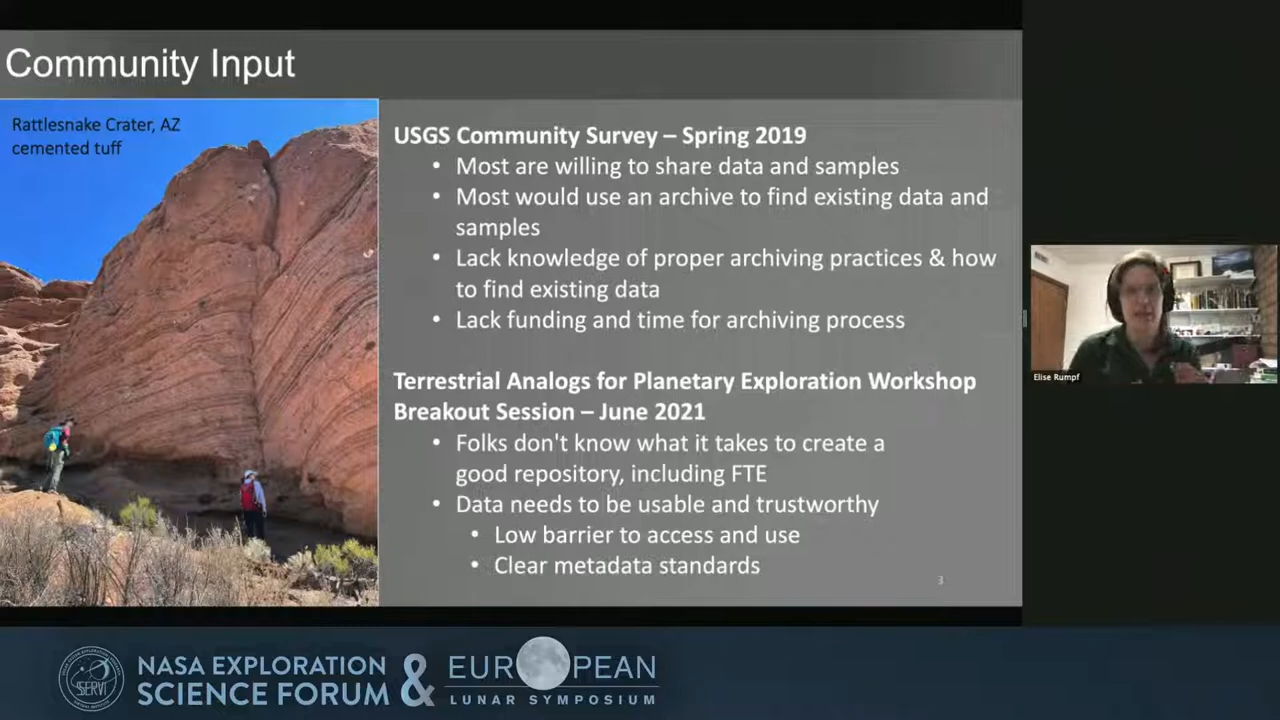 Community Input
Rattlesnake Crater, AZ
cemented tuff
USGS Community Survey – Spring 2019
• Most are willing to share data and samples
• Most would use an archive to find existing data and
samples
• Lack knowledge of proper archiving practices & how
to find existing data
• Lack funding and time for archiving process
Terrestrial Analogs for Planetary Exploration Workshop
Breakout Session – June 2021
• Folks don't know what it takes to create a
good repository, including FTE
• Data needs to be usable and trustworthy
• Low barrier to access and use
• Clear metadata standards
3
Elise Rumpf
SSERVI
NASA EXPLORATION
SCIENCE FORUM
&
EUROPEAN
LUNAR SYMPOSIUM